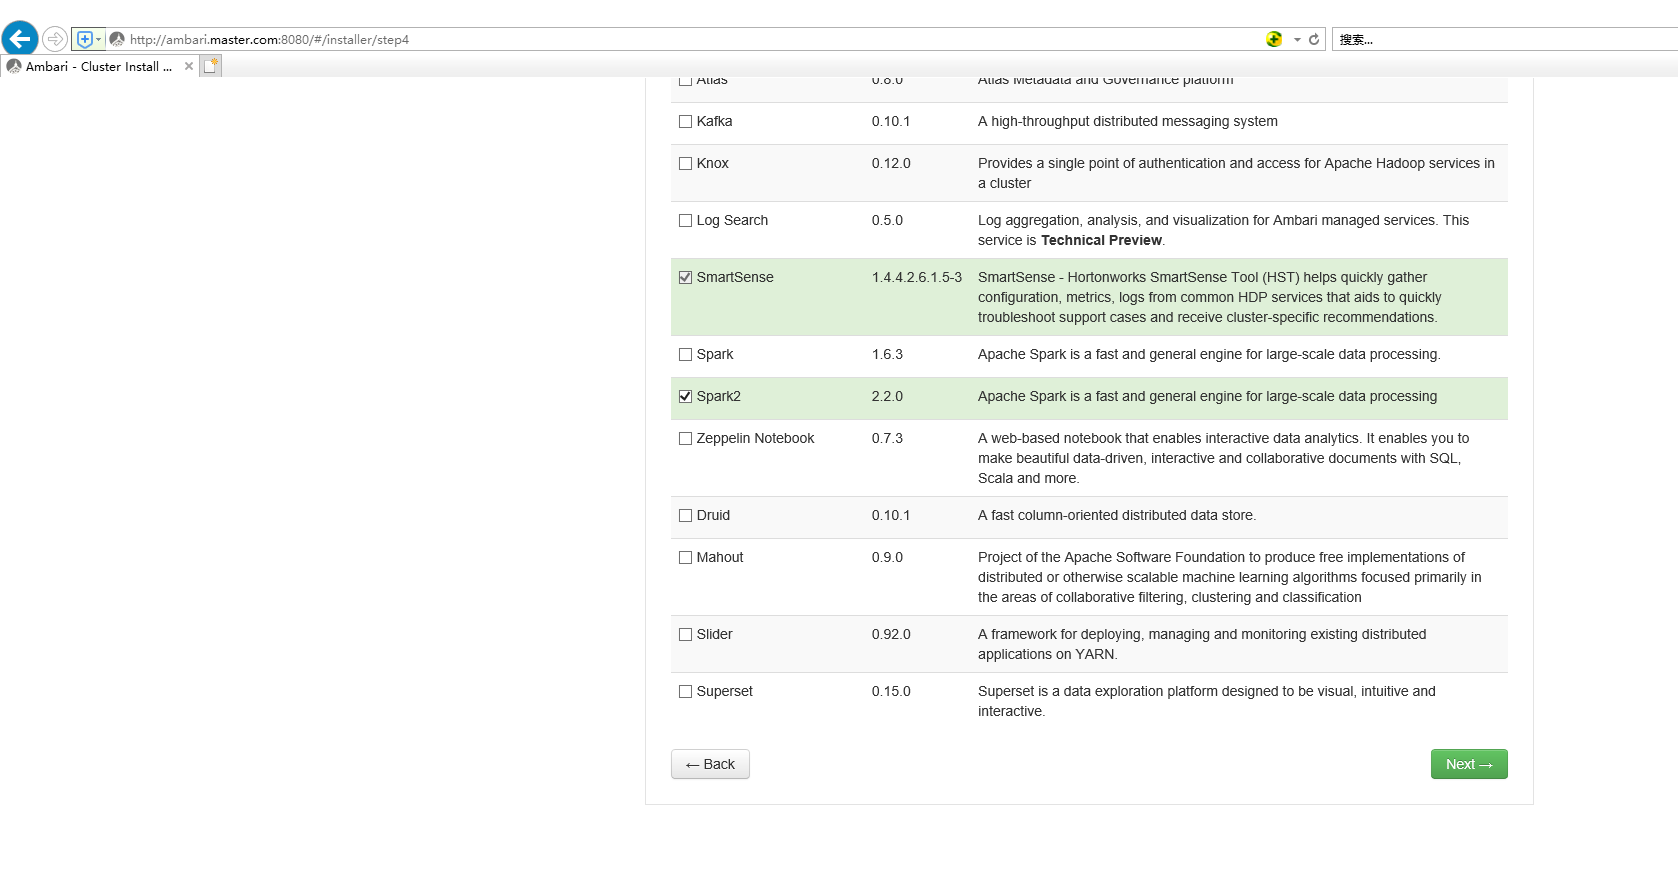 http://ambari.master.com:8080/#/installer/step4
搜索...
Ambari - Cluster Install ...
Atlas 0.8.0 Atlas Metadata and Governance platform
Kafka 0.10.1 A high-throughput distributed messaging system
Knox 0.12.0 Provides a single point of authentication and access for Apache Hadoop services in
a cluster
Log Search 0.5.0 Log aggregation, analysis, and visualization for Ambari managed services. This
service is Technical Preview.
SmartSense 1.4.4.2.6.1.5-3 SmartSense - Hortonworks SmartSense Tool (HST) helps quickly gather
configuration, metrics, logs from common HDP services that aids to quickly
troubleshoot support cases and receive cluster-specific recommendations.
Spark 1.6.3 Apache Spark is a fast and general engine for large-scale data processing.
Spark2 2.2.0 Apache Spark is a fast and general engine for large-scale data processing
Zeppelin Notebook 0.7.3 A web-based notebook that enables interactive data analytics. It enables you to
make beautiful data-driven, interactive and collaborative documents with SQL,
Scala and more.
Druid 0.10.1 A fast column-oriented distributed data store.
Mahout 0.9.0 Project of the Apache Software Foundation to produce free implementations of
distributed or otherwise scalable machine learning algorithms focused primarily in
the areas of collaborative filtering, clustering and classification
Slider 0.92.0 A framework for deploying, managing and monitoring existing distributed
applications on YARN.
Superset 0.15.0 Superset is a data exploration platform designed to be visual, intuitive and
interactive.
← Back
Next →